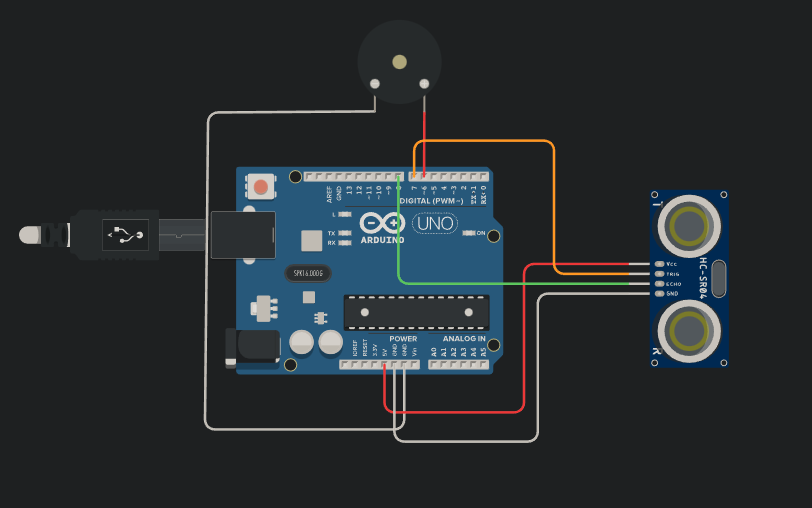 AREF
GND
13
12
~11
~10
~9
8
7
~6
~5
4
~3
2
TX›1
RX‹0
DIGITAL (PWM~)
L
TX
RX
ARDUINO
UNO
ON
SPK16.000G
POWER
ANALOG IN
IOREF
RESET
3.3V
5V
GND
GND
Vin
A0
A1
A2
A3
A4
A5
T
HC-SR04
VCC
TRIG
ECHO
GND
R